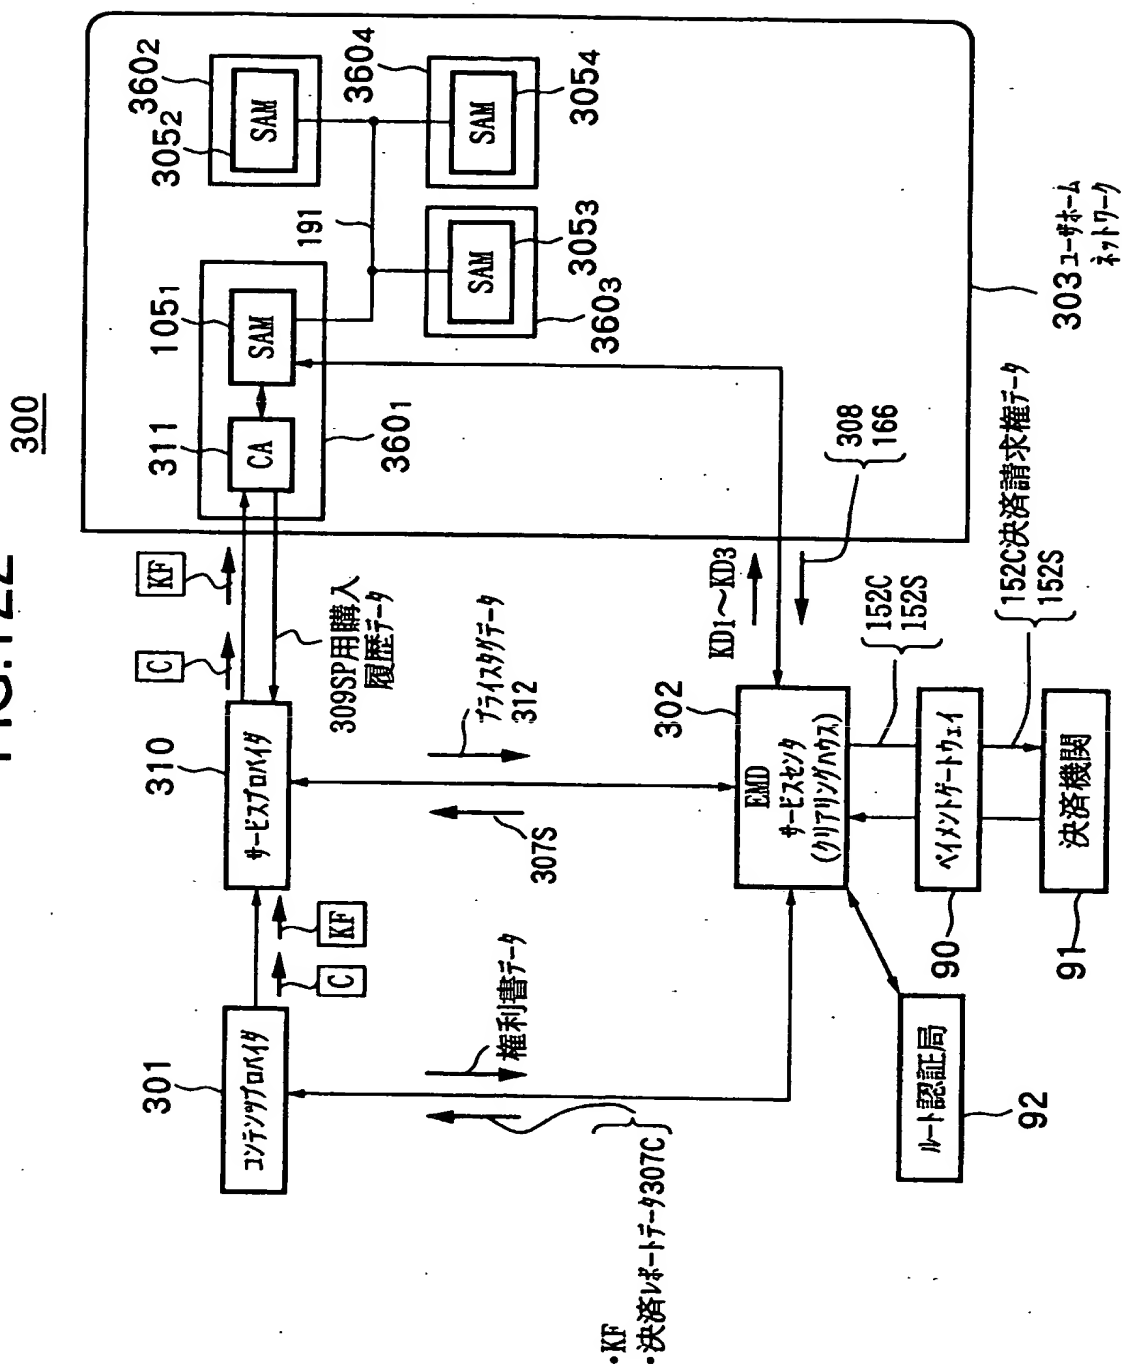 300
301
コンテンツプロバイダ
C
KF
310
サービスプロバイダ
C
KF
309SP用購入
履歴データ
311
CA
1051
SAM
3601
191
3602
3052
SAM
3604
SAM
3054
SAM
3053
3603
303ユーザホーム
ネットワーク
権利書データ
・KF
・決済レポートデータ307C
プライスタグデータ
312
307S
KD1〜KD3
308
166
302
EMD
サービスセンタ
(クリアリングハウス)
152C
152S
ペイメントゲートウェイ
90
152C決済請求権データ
152S
決済機関
91
ルート認証局
92